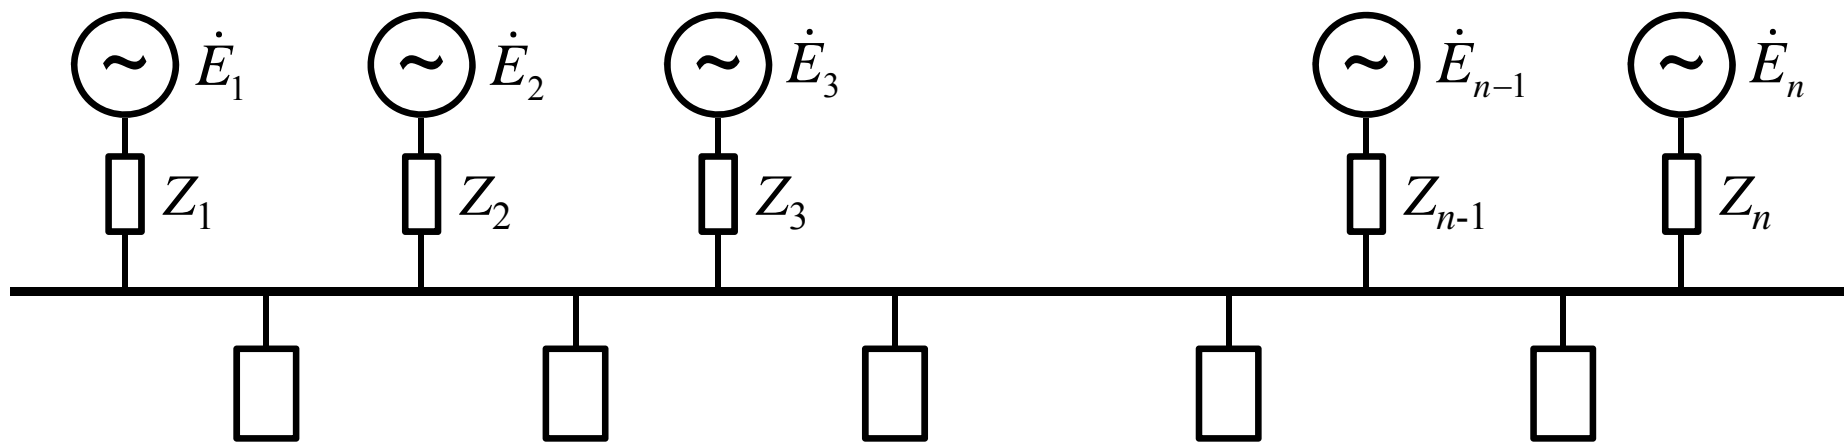 ~ Ė₁ ~ Ė₂ ~ Ė₃ ~ Ėₙ₋₁ ~ Ėₙ
Z₁ Z₂ Z₃ Zₙ₋₁ Zₙ